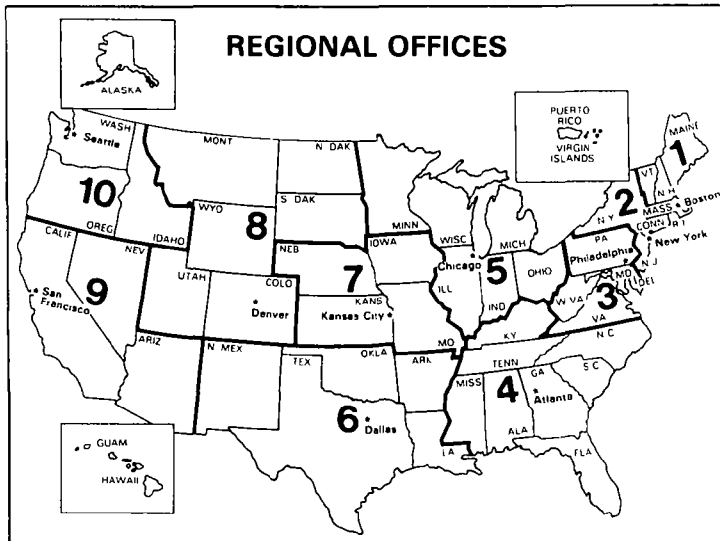 REGIONAL OFFICES
ALASKA
PUERTO
RICO
VIRGIN
ISLANDS
WASH
Seattle
MONT
N DAK
MAINE
1
VT
N H
10
OREG
IDAHO
WYO
8
S DAK
MINN
WISC
MICH
N Y
2
MASS
Boston
CONN
R I
New York
CALIF
NEV
NEB
IOWA
7
Chicago
5
ILL
IND
OHIO
PA
Philadelphia
N J
MD
DEL
W VA
3
VA
9
San
Francisco
UTAH
COLO
Denver
KANS
Kansas City
MO
KY
N C
ARIZ
N MEX
TEX
OKLA
ARK
TENN
MISS
4
GA
S C
Atlanta
ALA
6
Dallas
LA
FLA
GUAM
HAWAII